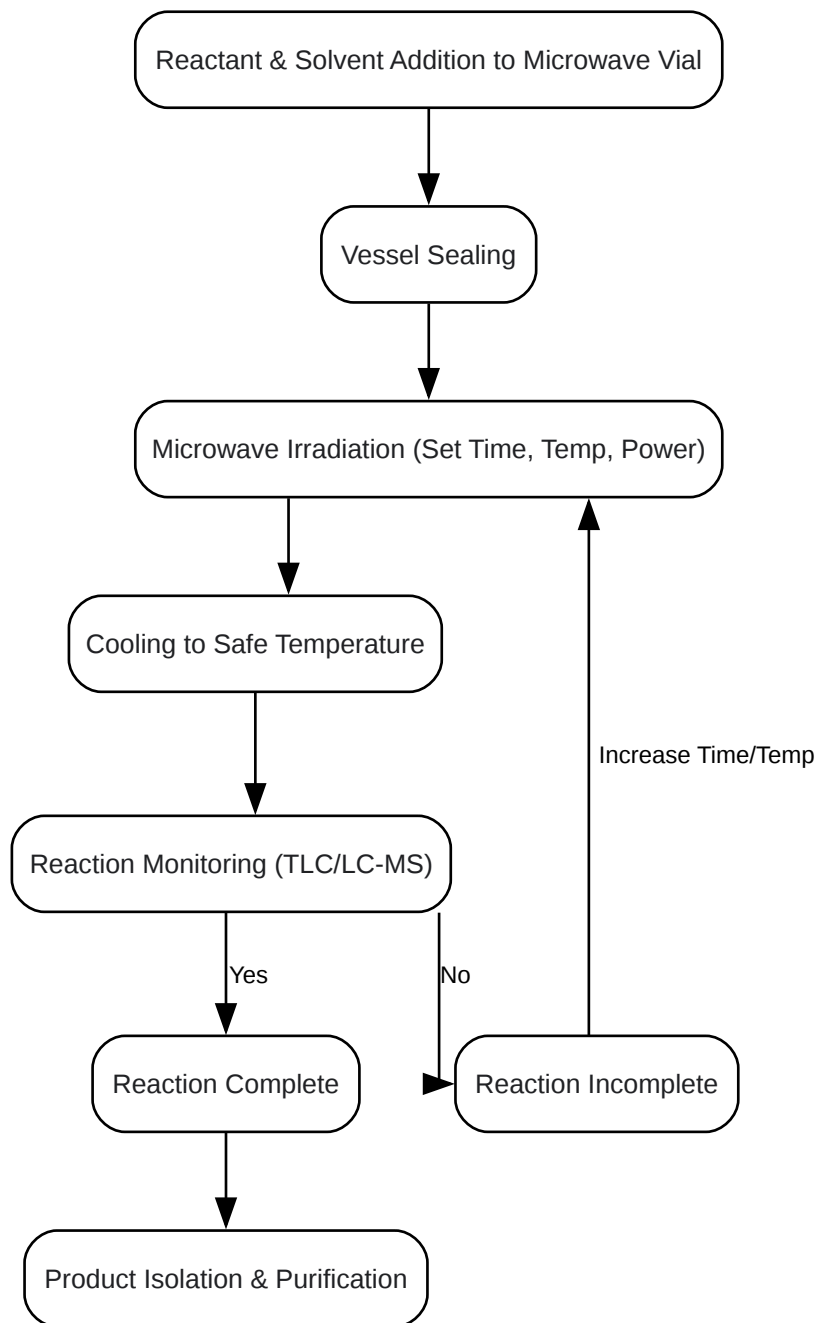 Reactant & Solvent Addition to Microwave Vial
Vessel Sealing
Microwave Irradiation (Set Time, Temp, Power)
Cooling to Safe Temperature
Increase Time/Temp
Reaction Monitoring (TLC/LC-MS)
Yes
No
Reaction Complete
Reaction Incomplete
Product Isolation & Purification